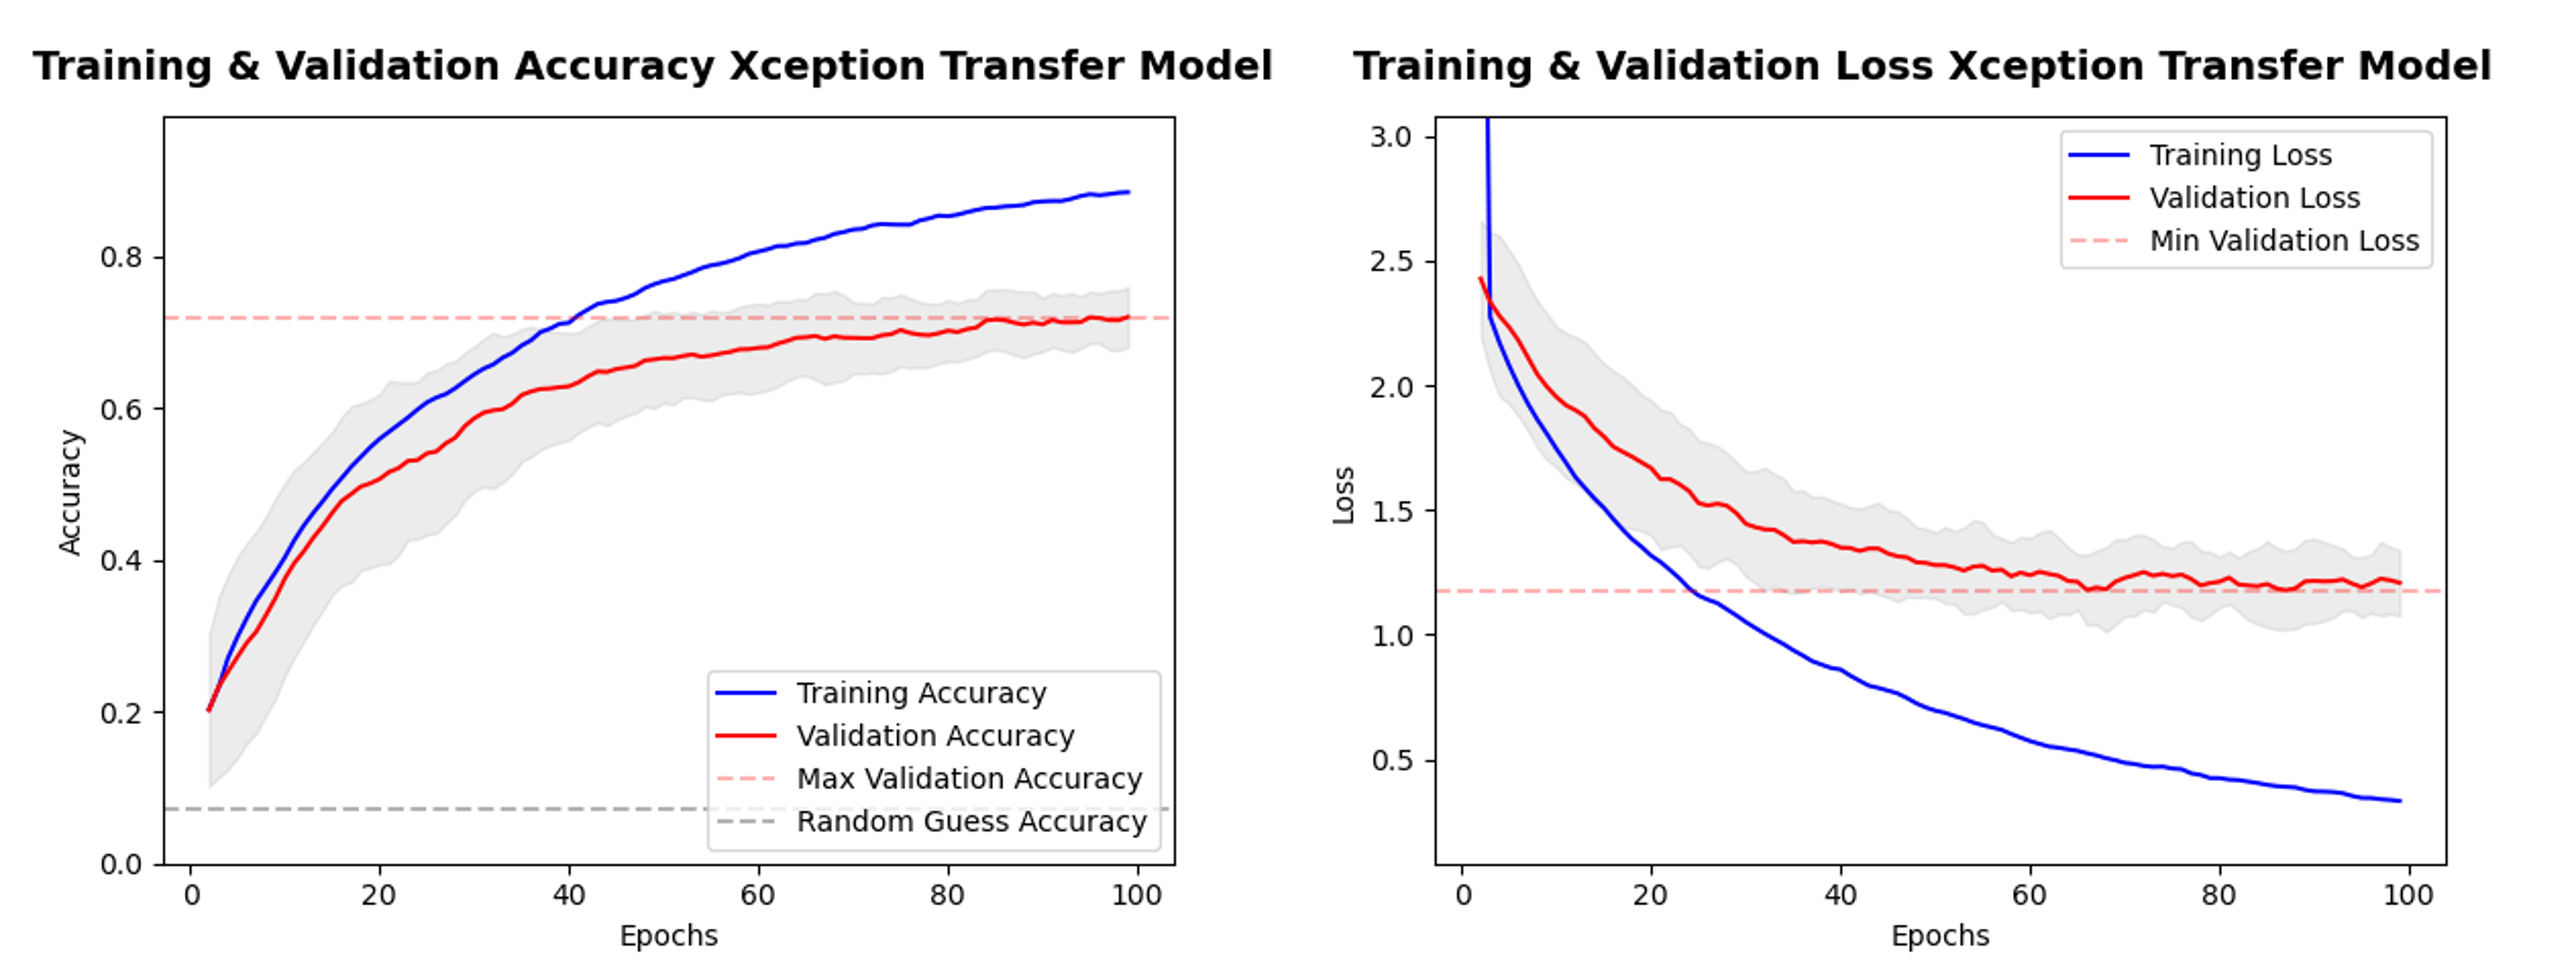 Training & Validation Accuracy Xception Transfer Model
Accuracy
0.8
0.6
0.4
0.2
0.0
0 20 40 60 80 100
Epochs
Training Accuracy
Validation Accuracy
Max Validation Accuracy
Random Guess Accuracy
Training & Validation Loss Xception Transfer Model
Loss
3.0
2.5
2.0
1.5
1.0
0.5
0 20 40 60 80 100
Epochs
Training Loss
Validation Loss
Min Validation Loss